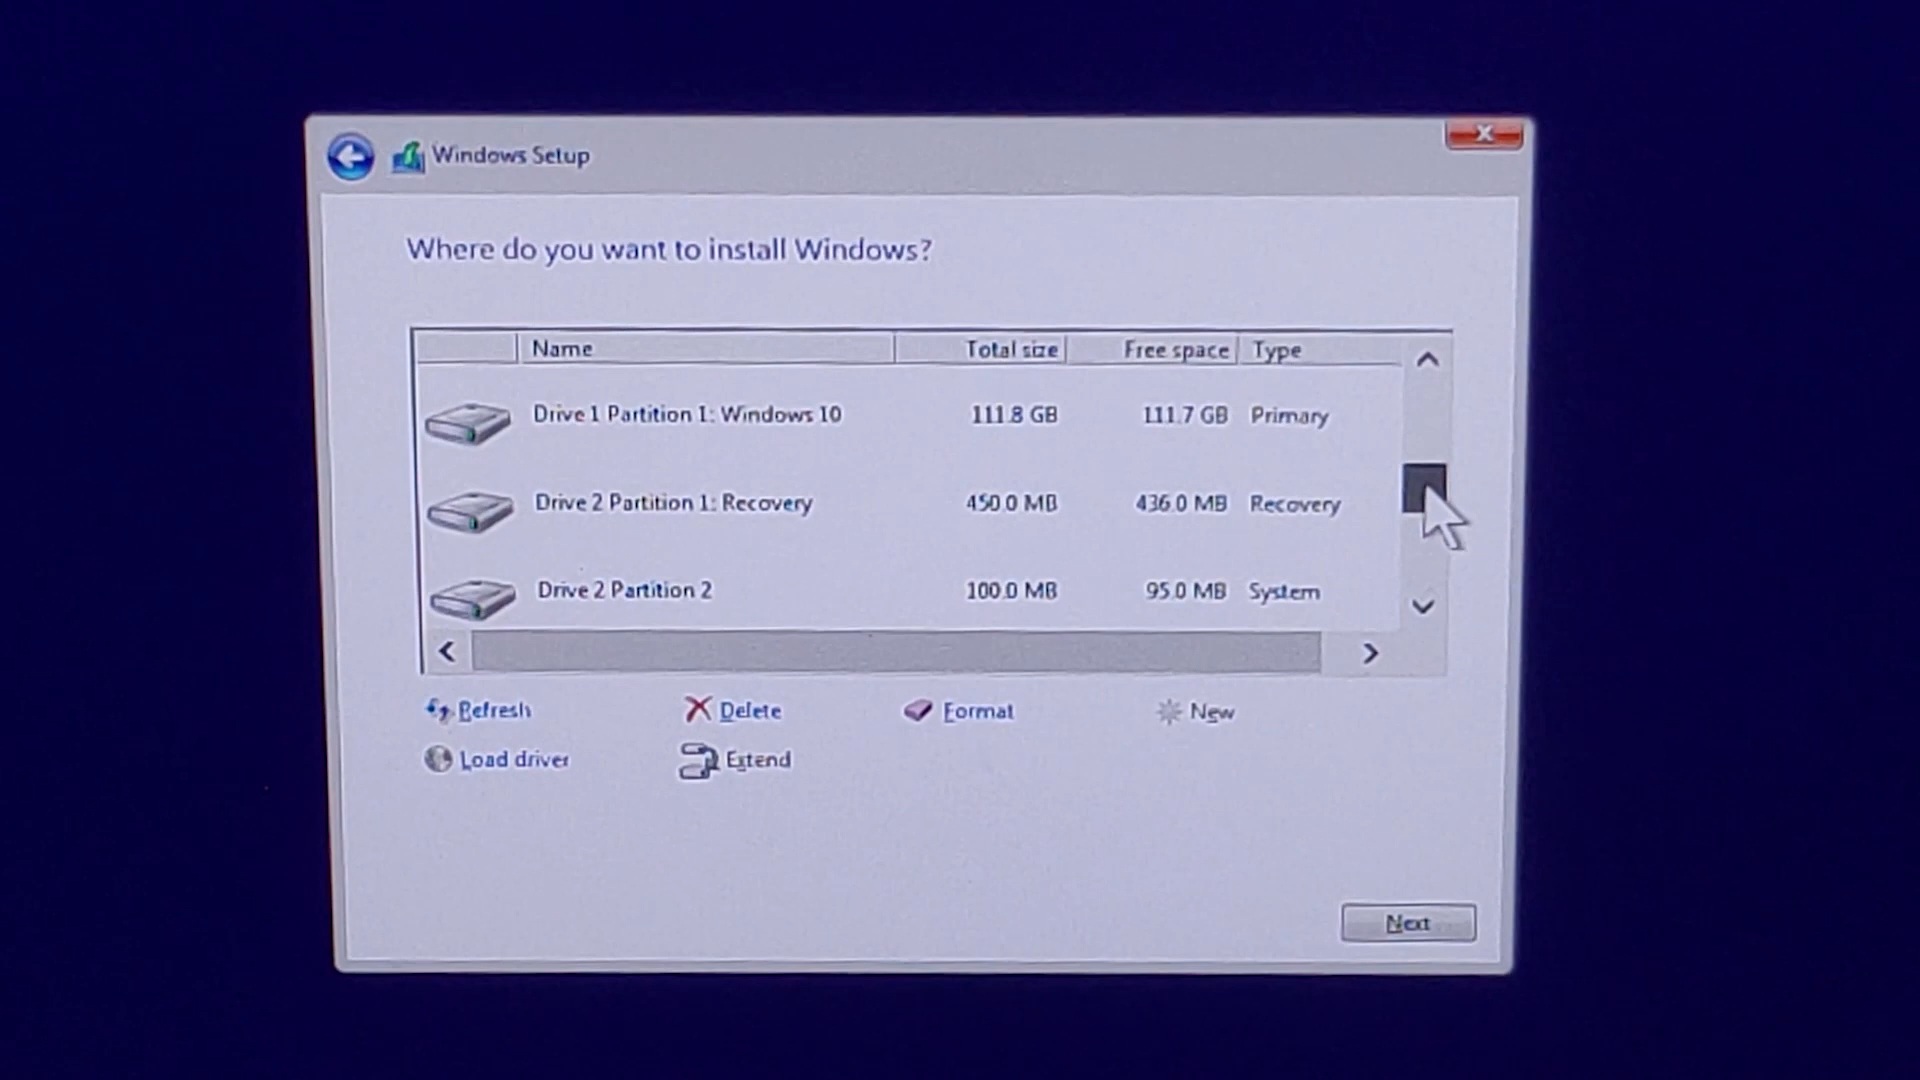 Windows Setup
Where do you want to install Windows?
Name Total size Free space Type
Drive 1 Partition 1: Windows 10 111.8 GB 111.7 GB Primary
Drive 2 Partition 1: Recovery 450.0 MB 436.0 MB Recovery
Drive 2 Partition 2 100.0 MB 95.0 MB System
Refresh Delete Format New
Load driver Extend
Next